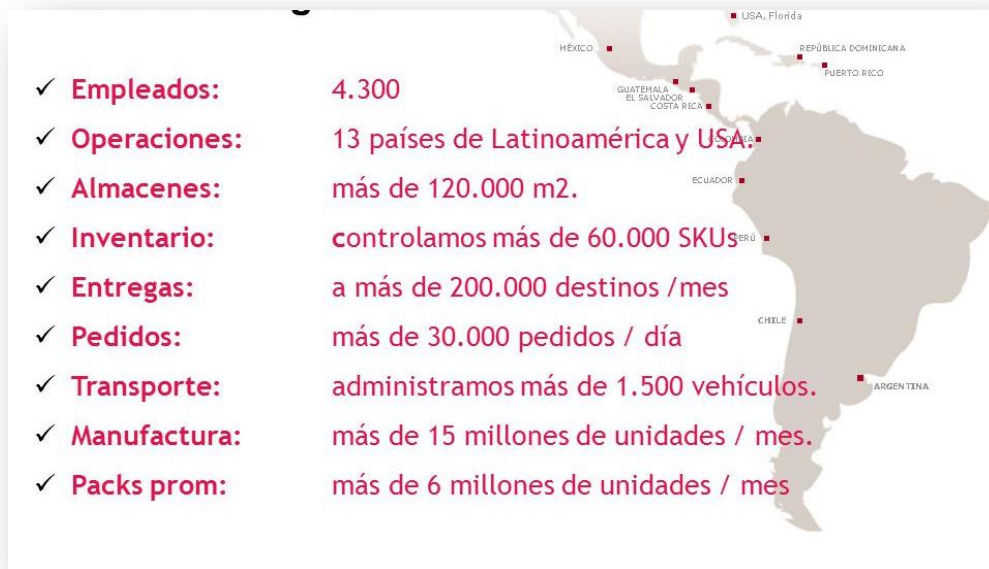 USA, Florida
MÉXICO
REPÚBLICA DOMINICANA
PUERTO RICO
GUATEMALA
EL SALVADOR
COSTA RICA
✓ Empleados: 4.300
✓ Operaciones: 13 países de Latinoamérica y USA.
COLOMBIA
✓ Almacenes: más de 120.000 m2.
ECUADOR
✓ Inventario: controlamos más de 60.000 SKUs
PERÚ
✓ Entregas: a más de 200.000 destinos /mes
✓ Pedidos: más de 30.000 pedidos / día
CHILE
✓ Transporte: administramos más de 1.500 vehículos.
ARGENTINA
✓ Manufactura: más de 15 millones de unidades / mes.
✓ Packs prom: más de 6 millones de unidades / mes